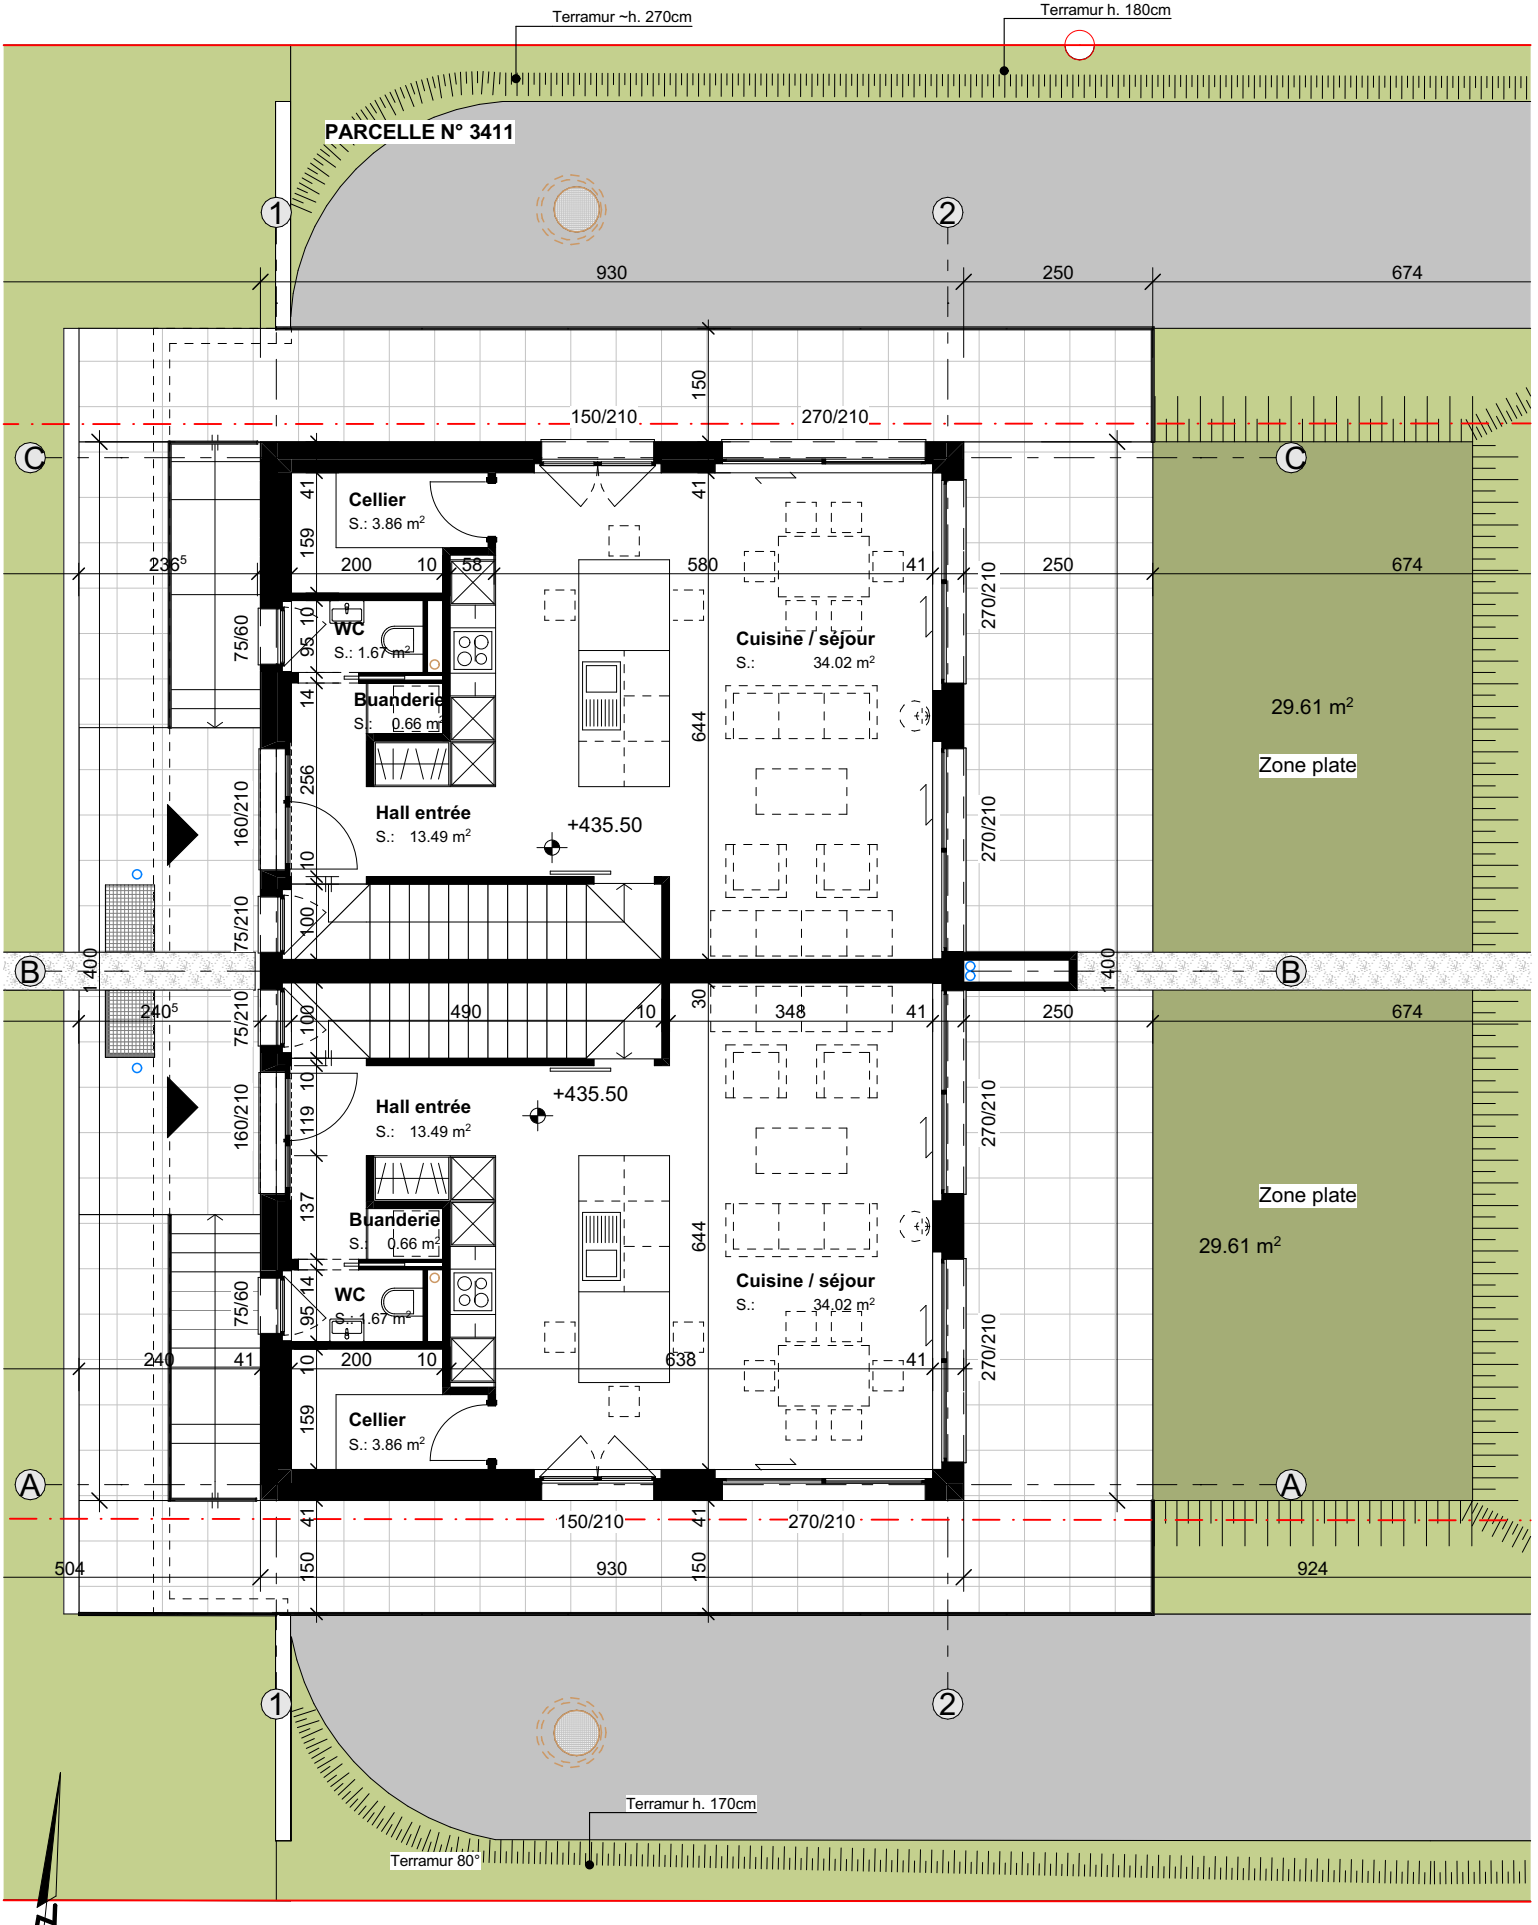 Terramur ~h. 270cm
Terramur h. 180cm
PARCELLE N° 3411
1
2
930
250
674
150
150/210
270/210
C
C
41
Cellier
S.: 3.86 m²
41
159
236⁵
200
10
58
580
41
250
674
270/210
75/60
10
WC
95
S.: 1.67 m²
Cuisine / séjour
S.: 34.02 m²
14
Buanderie
S.: 0.66 m²
644
29.61 m²
Zone plate
256
160/210
Hall entrée
S.: 13.49 m²
+435.50
270/210
10
75/210
100
B
1 400
1 400
B
240⁵
75/210
100
490
10
30
348
41
250
674
10
+435.50
160/210
119
Hall entrée
S.: 13.49 m²
270/210
137
Buanderie
S.: 0.66 m²
644
Zone plate
29.61 m²
75/60
14
WC
95
S.: 1.67 m²
Cuisine / séjour
S.: 34.02 m²
240
41
10
200
10
638
41
270/210
159
Cellier
S.: 3.86 m²
A
A
41
150/210
41
270/210
504
150
930
150
924
1
2
Terramur h. 170cm
Terramur 80°
N